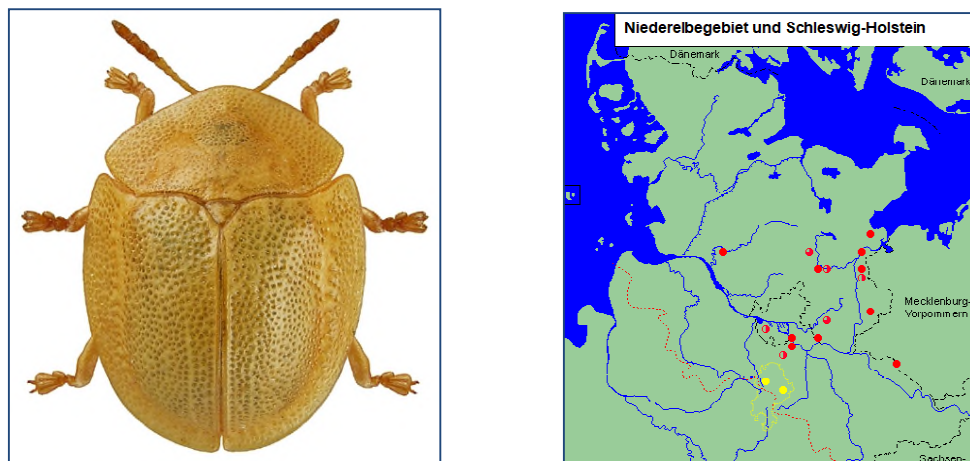 Niederelbegebiet und Schleswig-Holstein
Dänemark
Dänemark
Mecklenburg-
Vorpommern
Sachsen-